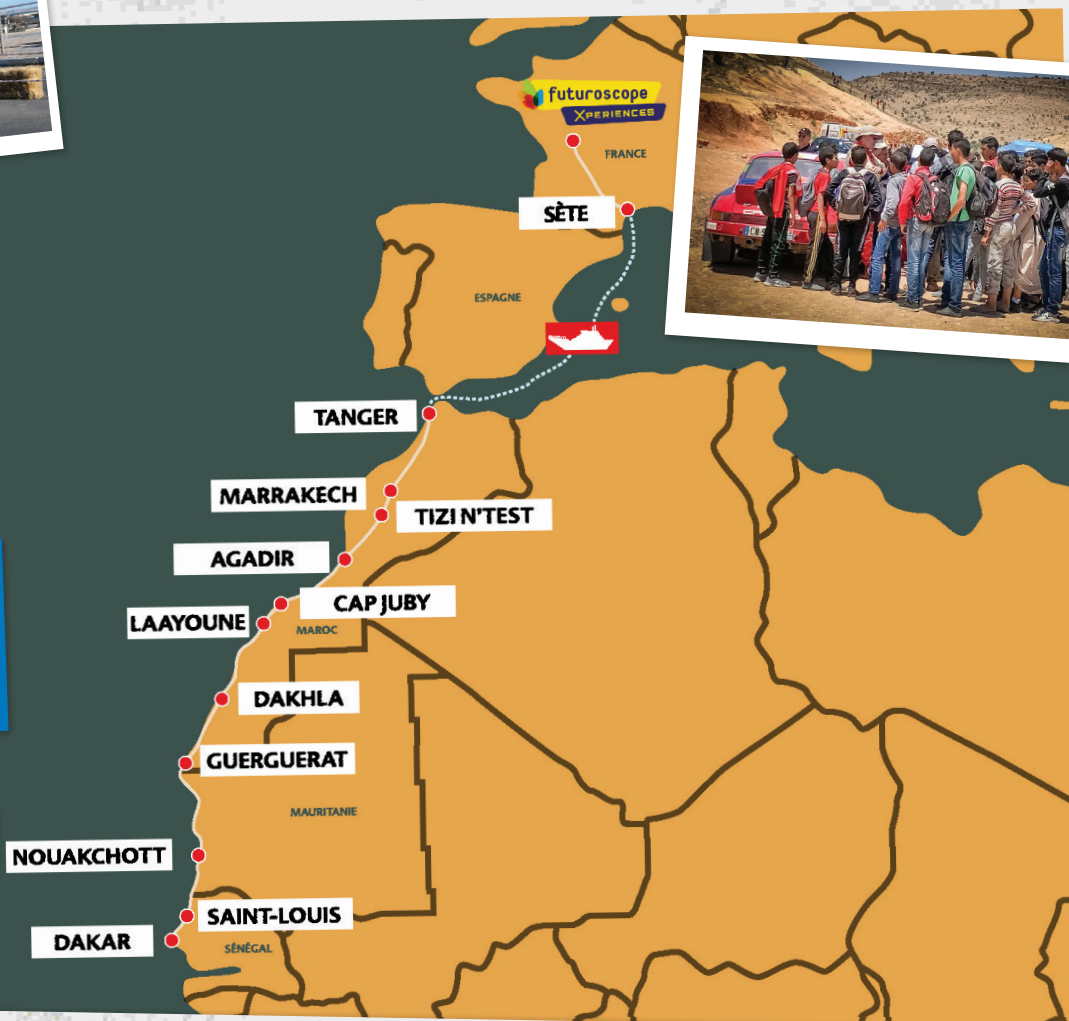 futuroscope
XPERIENCES
FRANCE
SÈTE
ESPAGNE
TANGER
MARRAKECH
TIZI N'TEST
AGADIR
CAP JUBY
LAAYOUNE
MAROC
DAKHLA
GUERGUERAT
MAURITANIE
NOUAKCHOTT
SAINT-LOUIS
DAKAR
SÉNÉGAL